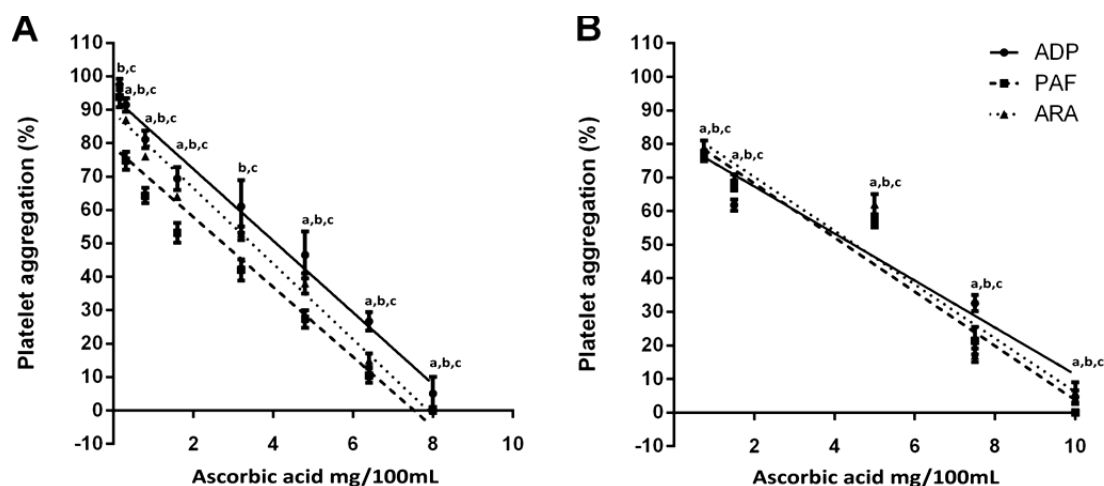 A
Platelet aggregation (%)
110
100
90
80
70
60
50
40
30
20
10
0
-10
b,c
a,b,c
a,b,c
a,b,c
b,c
a,b,c
a,b,c
a,b,c
2
4
6
8
10
Ascorbic acid mg/100mL
B
ADP
PAF
ARA
Platelet aggregation (%)
110
100
90
80
70
60
50
40
30
20
10
0
-10
a,b,c
a,b,c
a,b,c
a,b,c
a,b,c
2
4
6
8
10
Ascorbic acid mg/100mL